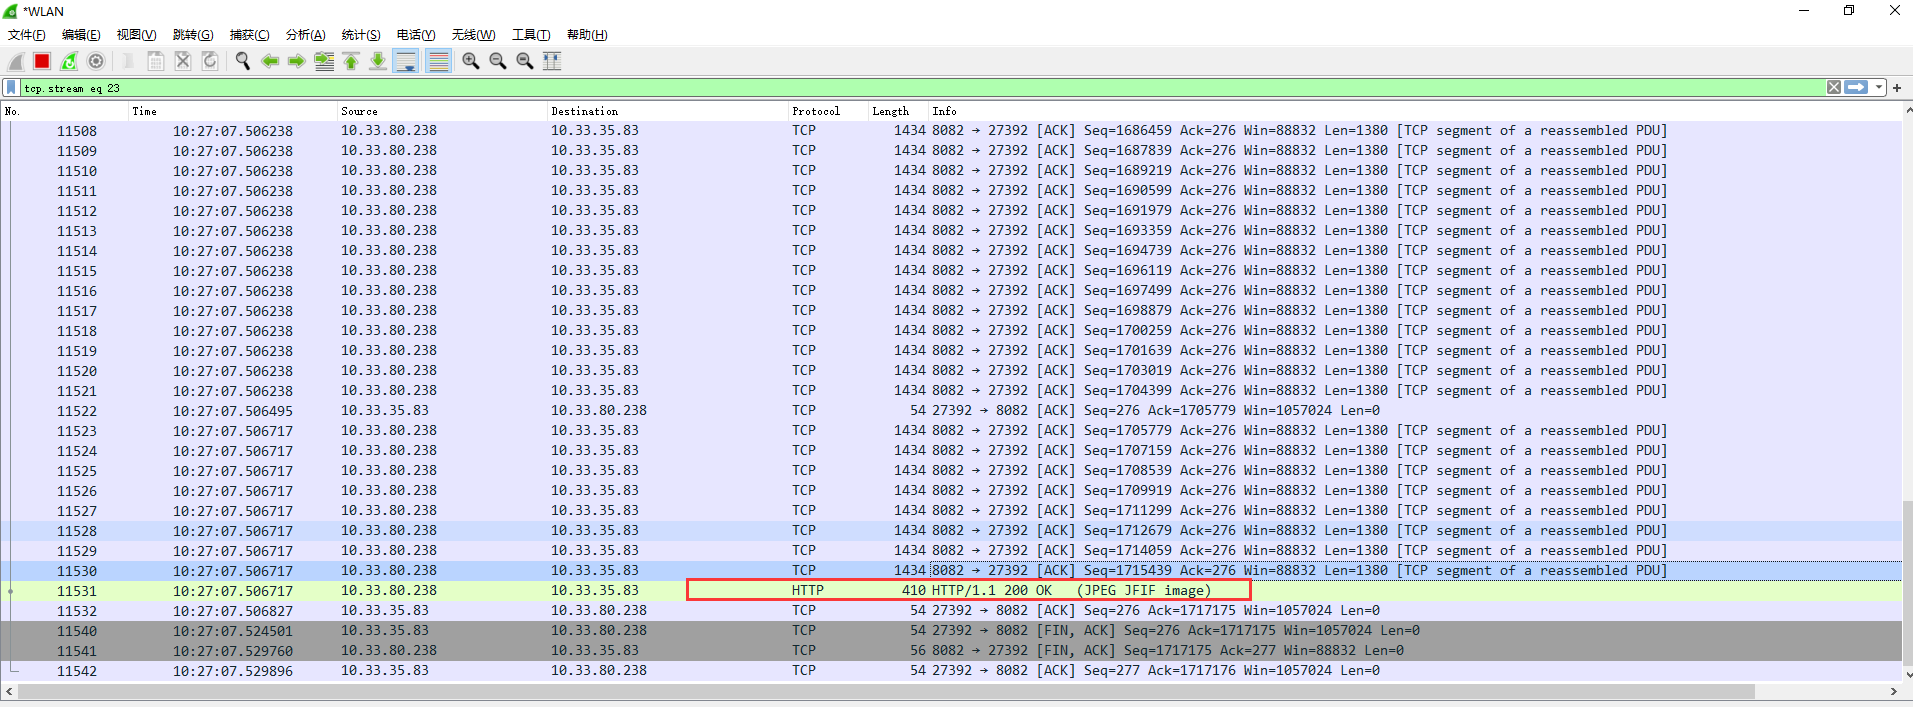 *WLAN
文件(F) 编辑(E) 视图(V) 跳转(G) 捕获(C) 分析(A) 统计(S) 电话(Y) 无线(W) 工具(T) 帮助(H)
tcp.stream eq 23
No. Time Source Destination Protocol Length Info
11508 10:27:07.506238 10.33.80.238 10.33.35.83 TCP 1434 8082 → 27392 [ACK] Seq=1686459 Ack=276 Win=88832 Len=1380 [TCP segment of a reassembled PDU]
11509 10:27:07.506238 10.33.80.238 10.33.35.83 TCP 1434 8082 → 27392 [ACK] Seq=1687839 Ack=276 Win=88832 Len=1380 [TCP segment of a reassembled PDU]
11510 10:27:07.506238 10.33.80.238 10.33.35.83 TCP 1434 8082 → 27392 [ACK] Seq=1689219 Ack=276 Win=88832 Len=1380 [TCP segment of a reassembled PDU]
11511 10:27:07.506238 10.33.80.238 10.33.35.83 TCP 1434 8082 → 27392 [ACK] Seq=1690599 Ack=276 Win=88832 Len=1380 [TCP segment of a reassembled PDU]
11512 10:27:07.506238 10.33.80.238 10.33.35.83 TCP 1434 8082 → 27392 [ACK] Seq=1691979 Ack=276 Win=88832 Len=1380 [TCP segment of a reassembled PDU]
11513 10:27:07.506238 10.33.80.238 10.33.35.83 TCP 1434 8082 → 27392 [ACK] Seq=1693359 Ack=276 Win=88832 Len=1380 [TCP segment of a reassembled PDU]
11514 10:27:07.506238 10.33.80.238 10.33.35.83 TCP 1434 8082 → 27392 [ACK] Seq=1694739 Ack=276 Win=88832 Len=1380 [TCP segment of a reassembled PDU]
11515 10:27:07.506238 10.33.80.238 10.33.35.83 TCP 1434 8082 → 27392 [ACK] Seq=1696119 Ack=276 Win=88832 Len=1380 [TCP segment of a reassembled PDU]
11516 10:27:07.506238 10.33.80.238 10.33.35.83 TCP 1434 8082 → 27392 [ACK] Seq=1697499 Ack=276 Win=88832 Len=1380 [TCP segment of a reassembled PDU]
11517 10:27:07.506238 10.33.80.238 10.33.35.83 TCP 1434 8082 → 27392 [ACK] Seq=1698879 Ack=276 Win=88832 Len=1380 [TCP segment of a reassembled PDU]
11518 10:27:07.506238 10.33.80.238 10.33.35.83 TCP 1434 8082 → 27392 [ACK] Seq=1700259 Ack=276 Win=88832 Len=1380 [TCP segment of a reassembled PDU]
11519 10:27:07.506238 10.33.80.238 10.33.35.83 TCP 1434 8082 → 27392 [ACK] Seq=1701639 Ack=276 Win=88832 Len=1380 [TCP segment of a reassembled PDU]
11520 10:27:07.506238 10.33.80.238 10.33.35.83 TCP 1434 8082 → 27392 [ACK] Seq=1703019 Ack=276 Win=88832 Len=1380 [TCP segment of a reassembled PDU]
11521 10:27:07.506238 10.33.80.238 10.33.35.83 TCP 1434 8082 → 27392 [ACK] Seq=1704399 Ack=276 Win=88832 Len=1380 [TCP segment of a reassembled PDU]
11522 10:27:07.506495 10.33.35.83 10.33.80.238 TCP 54 27392 → 8082 [ACK] Seq=276 Ack=1705779 Win=1057024 Len=0
11523 10:27:07.506717 10.33.80.238 10.33.35.83 TCP 1434 8082 → 27392 [ACK] Seq=1705779 Ack=276 Win=88832 Len=1380 [TCP segment of a reassembled PDU]
11524 10:27:07.506717 10.33.80.238 10.33.35.83 TCP 1434 8082 → 27392 [ACK] Seq=1707159 Ack=276 Win=88832 Len=1380 [TCP segment of a reassembled PDU]
11525 10:27:07.506717 10.33.80.238 10.33.35.83 TCP 1434 8082 → 27392 [ACK] Seq=1708539 Ack=276 Win=88832 Len=1380 [TCP segment of a reassembled PDU]
11526 10:27:07.506717 10.33.80.238 10.33.35.83 TCP 1434 8082 → 27392 [ACK] Seq=1709919 Ack=276 Win=88832 Len=1380 [TCP segment of a reassembled PDU]
11527 10:27:07.506717 10.33.80.238 10.33.35.83 TCP 1434 8082 → 27392 [ACK] Seq=1711299 Ack=276 Win=88832 Len=1380 [TCP segment of a reassembled PDU]
11528 10:27:07.506717 10.33.80.238 10.33.35.83 TCP 1434 8082 → 27392 [ACK] Seq=1712679 Ack=276 Win=88832 Len=1380 [TCP segment of a reassembled PDU]
11529 10:27:07.506717 10.33.80.238 10.33.35.83 TCP 1434 8082 → 27392 [ACK] Seq=1714059 Ack=276 Win=88832 Len=1380 [TCP segment of a reassembled PDU]
11530 10:27:07.506717 10.33.80.238 10.33.35.83 TCP 1434 8082 → 27392 [ACK] Seq=1715439 Ack=276 Win=88832 Len=1380 [TCP segment of a reassembled PDU]
11531 10:27:07.506717 10.33.80.238 10.33.35.83 HTTP 410 HTTP/1.1 200 OK (JPEG JFIF image)
11532 10:27:07.506827 10.33.35.83 10.33.80.238 TCP 54 27392 → 8082 [ACK] Seq=276 Ack=1717175 Win=1057024 Len=0
11540 10:27:07.524501 10.33.35.83 10.33.80.238 TCP 54 27392 → 8082 [FIN, ACK] Seq=276 Ack=1717175 Win=1057024 Len=0
11541 10:27:07.529760 10.33.80.238 10.33.35.83 TCP 56 8082 → 27392 [FIN, ACK] Seq=1717175 Ack=277 Win=88832 Len=0
11542 10:27:07.529896 10.33.35.83 10.33.80.238 TCP 54 27392 → 8082 [ACK] Seq=277 Ack=1717176 Win=1057024 Len=0